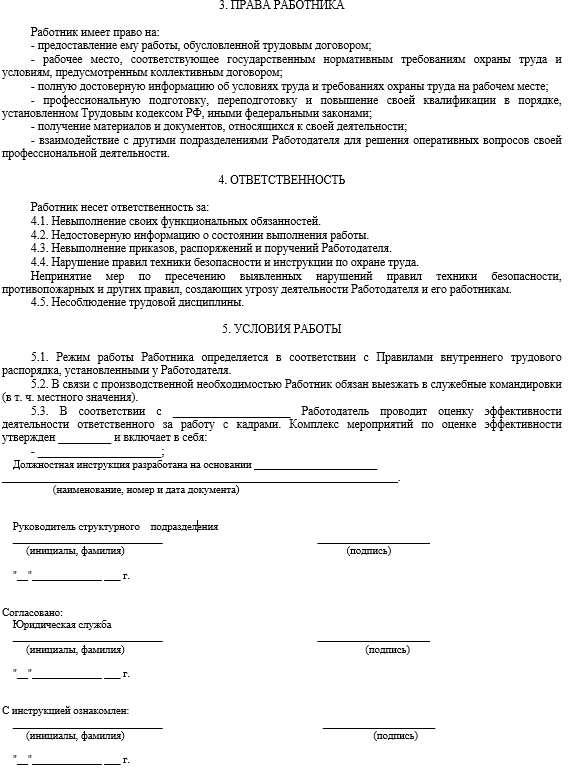 3. ПРАВА РАБОТНИКА
Работник имеет право на:
- предоставление ему работы, обусловленной трудовым договором;
- рабочее место, соответствующее государственным нормативным требованиям охраны труда и
условиям, предусмотренным коллективным договором;
- полную достоверную информацию об условиях труда и требованиях охраны труда на рабочем месте;
- профессиональную подготовку, переподготовку и повышение своей квалификации в порядке,
установленном Трудовым кодексом РФ, иными федеральными законами;
- получение материалов и документов, относящихся к своей деятельности;
- взаимодействие с другими подразделениями Работодателя для решения оперативных вопросов своей
профессиональной деятельности.
4. ОТВЕТСТВЕННОСТЬ
Работник несет ответственность за:
4.1. Невыполнение своих функциональных обязанностей.
4.2. Недостоверную информацию о состоянии выполнения работы.
4.3. Невыполнение приказов, распоряжений и поручений Работодателя.
4.4. Нарушение правил техники безопасности и инструкции по охране труда.
Непринятие мер по пресечению выявленных нарушений правил техники безопасности,
противопожарных и других правил, создающих угрозу деятельности Работодателя и его работникам.
4.5. Несоблюдение трудовой дисциплины.
5. УСЛОВИЯ РАБОТЫ
5.1. Режим работы Работника определяется в соответствии с Правилами внутреннего трудового
распорядка, установленными у Работодателя.
5.2. В связи с производственной необходимостью Работник обязан выезжать в служебные командировки
(в т. ч. местного значения).
5.3. В соответствии с ____________________ Работодатель проводит оценку эффективности
деятельности ответственного за работу с кадрами. Комплекс мероприятий по оценке эффективности
утвержден _________ и включает в себя:
- _____________________;
Должностная инструкция разработана на основании _______________________
_________________________________________________________________________.
(наименование, номер и дата документа)
Руководитель структурного подразделения
____________________________ _____________________
(инициалы, фамилия) (подпись)
"__"_____________ ___ г.
Согласовано:
Юридическая служба
____________________________ _____________________
(инициалы, фамилия) (подпись)
"__"_____________ ___ г.
С инструкцией ознакомлен:
____________________________ _____________________
(инициалы, фамилия) (подпись)
"__"_____________ ___ г.